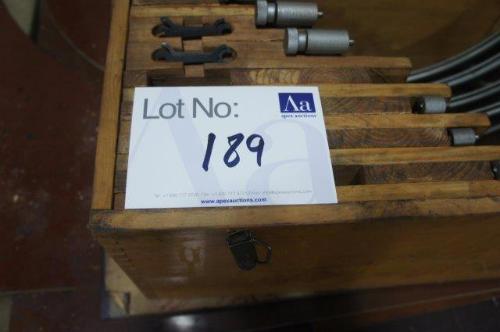 Lot No:
Aa
apex auctions
189
www.apexauctions.com